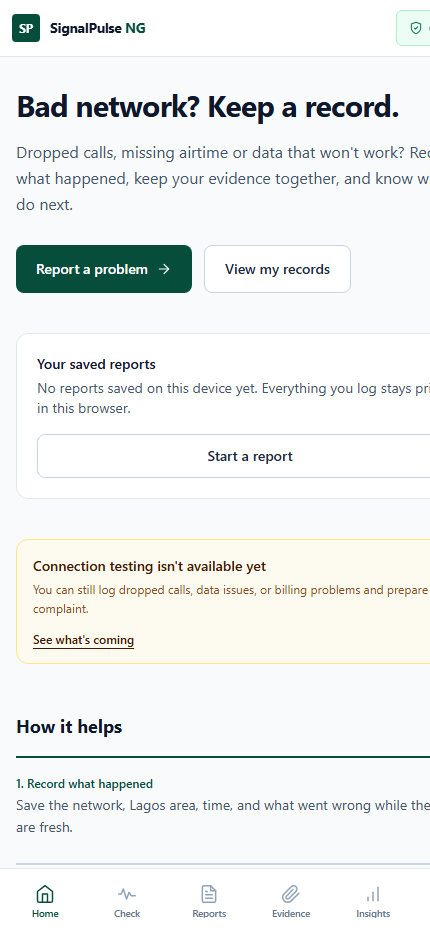 SP SignalPulse NG
Bad network? Keep a record.
Dropped calls, missing airtime or data that won't work?
what happened, keep your evidence together, and know
do next.
Report a problem →
View my records
Your saved reports
No reports saved on this device yet. Everything you log stays
in this browser.
Start a report
Connection testing isn't available yet
You can still log dropped calls, data issues, or billing problems and prepare
complaint.
See what's coming
How it helps
1. Record what happened
Save the network, Lagos area, time, and what went wrong while the
are fresh.
Home
Check
Reports
Evidence
Insights